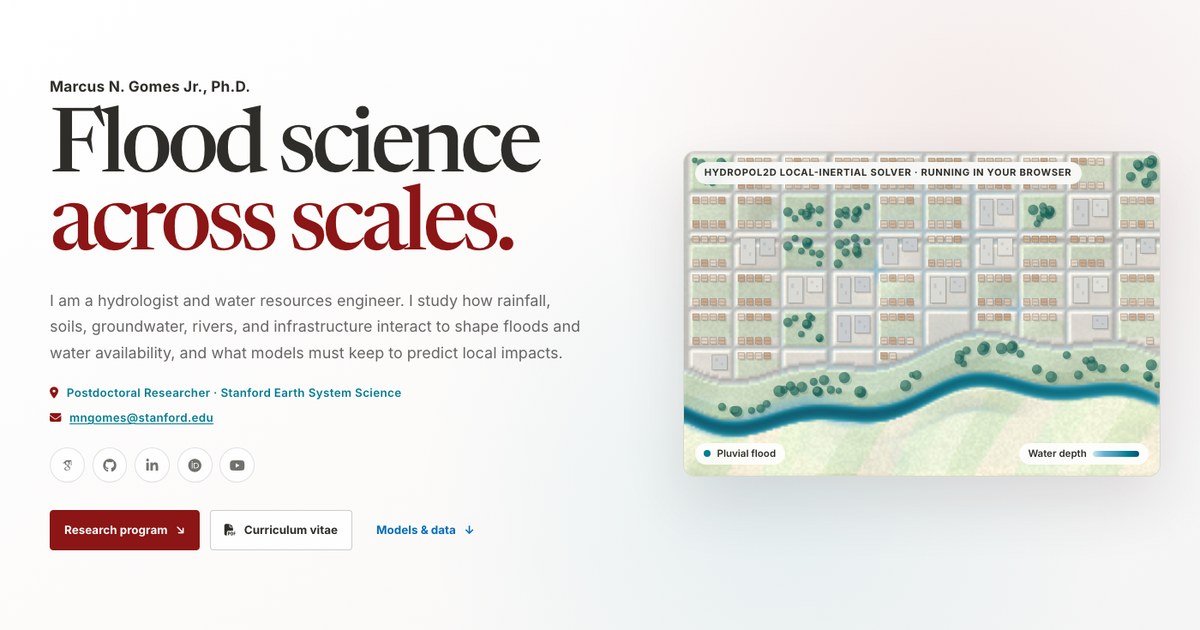 Marcus N. Gomes Jr., Ph.D.
Flood science
across scales.
I am a hydrologist and water resources engineer. I study how rainfall,
soils, groundwater, rivers, and infrastructure interact to shape floods and
water availability, and what models must keep to predict local impacts.
Postdoctoral Researcher · Stanford Earth System Science
mngomes@stanford.edu
in
iD
Research program
PDF
Curriculum vitae
Models & data
HYDROPOL2D LOCAL-INERTIAL SOLVER · RUNNING IN YOUR BROWSER
Pluvial flood
Water depth